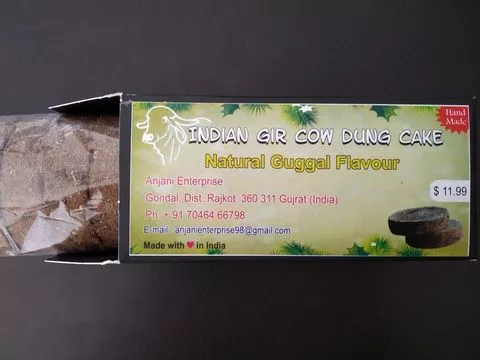 Hand
Made
INDIAN GIR COW DUNG CAKE
Natural Guggal Flavour
Anjani Enterprise
Gondal, Dist. Rajkot 360 311 Gujrat (India)
Ph. + 91 70464 66798
$ 11.99
E-mail : anjanienterprise98@gmail.com
Made with ❤ in India